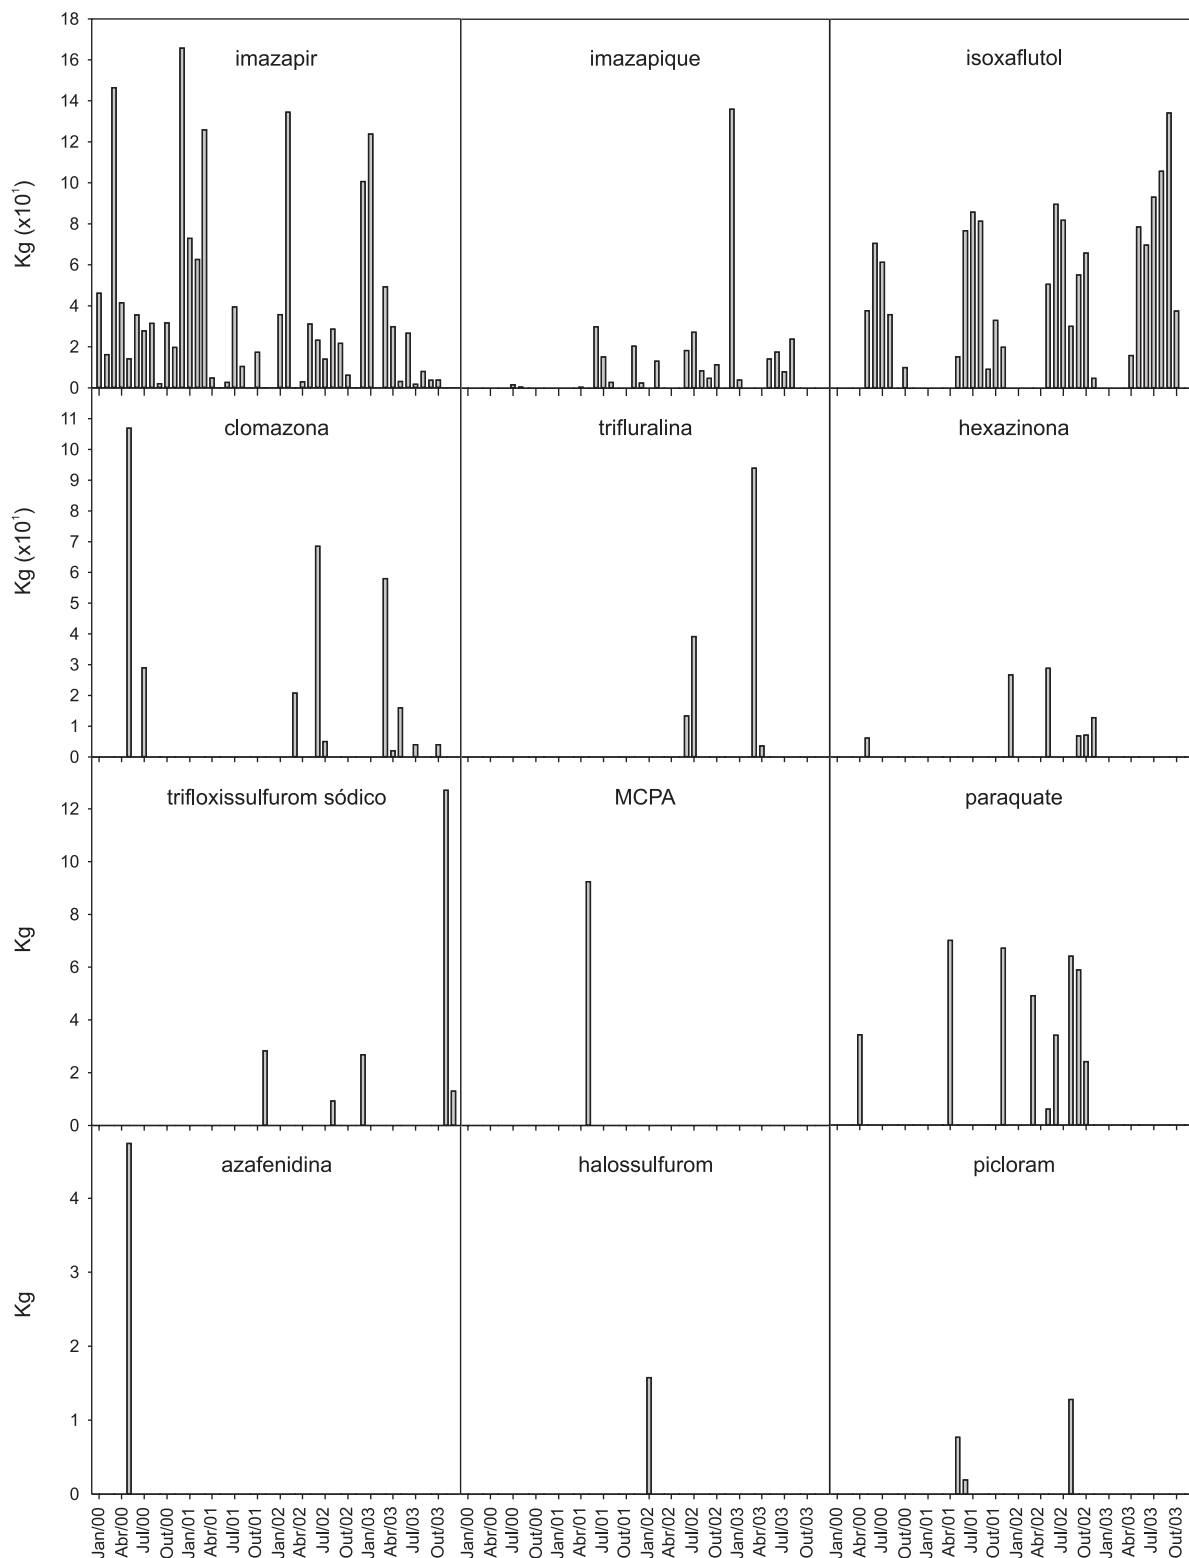 18
16
14
12
10
8
6
4
2
0
Kg (x10¹)
imazapir
imazapique
isoxaflutol
11
10
9
8
7
6
5
4
3
2
1
0
Kg (x10¹)
clomazona
trifluralina
hexazinona
12
10
8
6
4
2
0
Kg
trifloxissulfurom sódico
MCPA
paraquate
4
3
2
1
0
Kg
azafenidina
halossulfurom
picloram
Jan/00 Abr/00 Jul/00 Out/00 Jan/01 Abr/01 Jul/01 Out/01 Jan/02 Abr/02 Jul/02 Out/02 Jan/03 Abr/03 Jul/03 Out/03
Jan/00 Abr/00 Jul/00 Out/00 Jan/01 Abr/01 Jul/01 Out/01 Jan/02 Abr/02 Jul/02 Out/02 Jan/03 Abr/03 Jul/03 Out/03
Jan/00 Abr/00 Jul/00 Out/00 Jan/01 Abr/01 Jul/01 Out/01 Jan/02 Abr/02 Jul/02 Out/02 Jan/03 Abr/03 Jul/03 Out/03